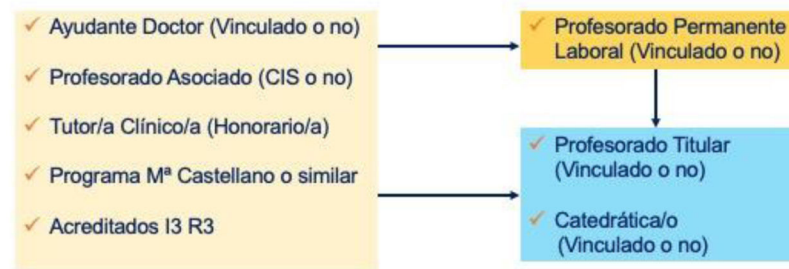 Ayudante Doctor (Vinculado o no)
Profesorado Asociado (CIS o no)
Tutor/a Clínico/a (Honorario/a)
Programa Mª Castellano o similar
Acreditados I3 R3
Profesorado Permanente
Laboral (Vinculado o no)
Profesorado Titular
(Vinculado o no)
Catedrática/o
(Vinculado o no)